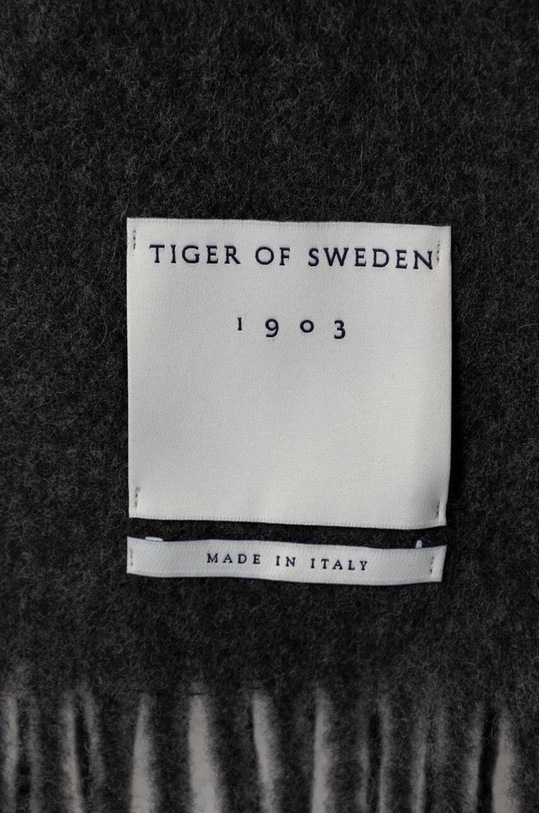 TIGER OF SWEDEN
1903
MADE IN ITALY